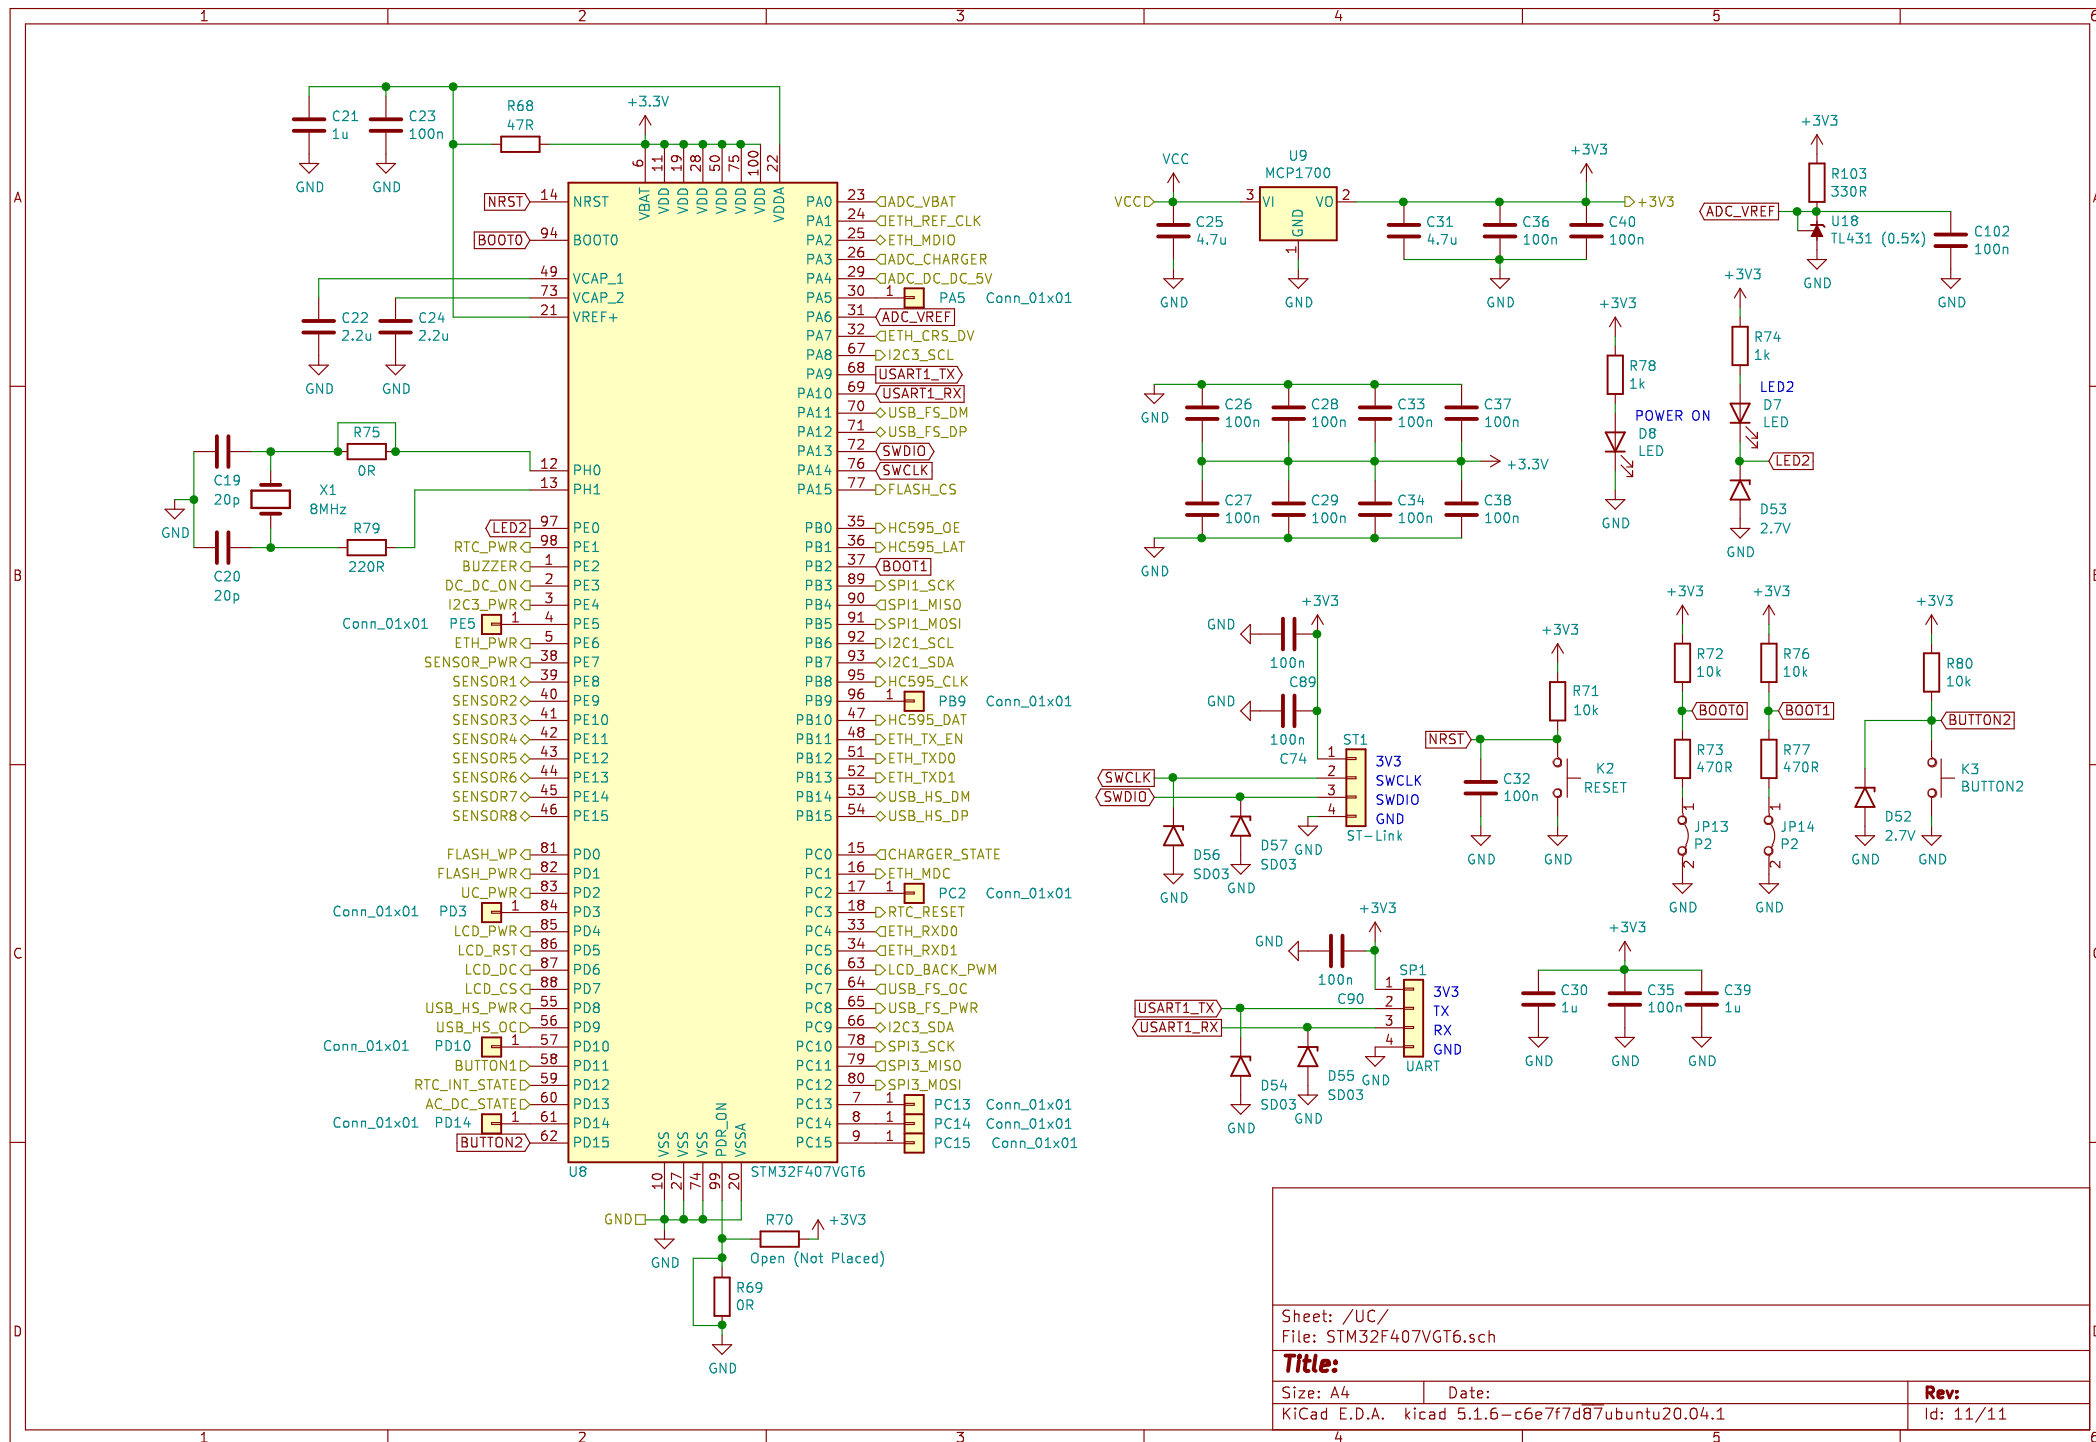 1 2 3 4 5 6
A
B
C
D
C21
1u
GND
C23
100n
GND
R68
47R
+3.3V
6 11 19 28 50 75 100 22
VBAT VDD VDD VDD VDD VDD VDD VDDA
NRST 14 NRST
BOOT0 94 BOOT0
49 VCAP_1
73 VCAP_2
21 VREF+
C22
2.2u
GND
C24
2.2u
GND
R75
0R
C19
20p
X1
8MHz
GND
R79
220R
C20
20p
12 PH0
13 PH1
LED2 97 PE0
RTC_PWR 98 PE1
BUZZER 1 PE2
DC_DC_ON 2 PE3
I2C3_PWR 3 PE4
Conn_01x01 PE5 1 4 PE5
ETH_PWR 5 PE6
SENSOR_PWR 38 PE7
SENSOR1 39 PE8
SENSOR2 40 PE9
SENSOR3 41 PE10
SENSOR4 42 PE11
SENSOR5 43 PE12
SENSOR6 44 PE13
SENSOR7 45 PE14
SENSOR8 46 PE15
FLASH_WP 81 PD0
FLASH_PWR 82 PD1
UC_PWR 83 PD2
Conn_01x01 PD3 1 84 PD3
LCD_PWR 85 PD4
LCD_RST 86 PD5
LCD_DC 87 PD6
LCD_CS 88 PD7
USB_HS_PWR 55 PD8
USB_HS_OC 56 PD9
Conn_01x01 PD10 1 57 PD10
BUTTON1 58 PD11
RTC_INT_STATE 59 PD12
AC_DC_STATE 60 PD13
Conn_01x01 PD14 1 61 PD14
BUTTON2 62 PD15
PA0 23 ADC_VBAT
PA1 24 ETH_REF_CLK
PA2 25 ETH_MDIO
PA3 26 ADC_CHARGER
PA4 29 ADC_DC_DC_5V
PA5 30 1 PA5 Conn_01x01
PA6 31 ADC_VREF
PA7 32 ETH_CRS_DV
PA8 67 I2C3_SCL
PA9 68 USART1_TX
PA10 69 USART1_RX
PA11 70 USB_FS_DM
PA12 71 USB_FS_DP
PA13 72 SWDIO
PA14 76 SWCLK
PA15 77 FLASH_CS
PB0 35 HC595_OE
PB1 36 HC595_LAT
PB2 37 BOOT1
PB3 89 SPI1_SCK
PB4 90 SPI1_MISO
PB5 91 SPI1_MOSI
PB6 92 I2C1_SCL
PB7 93 I2C1_SDA
PB8 95 HC595_CLK
PB9 96 1 PB9 Conn_01x01
PB10 47 HC595_DAT
PB11 48 ETH_TX_EN
PB12 51 ETH_TXD0
PB13 52 ETH_TXD1
PB14 53 USB_HS_DM
PB15 54 USB_HS_DP
PC0 15 CHARGER_STATE
PC1 16 ETH_MDC
PC2 17 1 PC2 Conn_01x01
PC3 18 RTC_RESET
PC4 33 ETH_RXD0
PC5 34 ETH_RXD1
PC6 63 LCD_BACK_PWM
PC7 64 USB_FS_OC
PC8 65 USB_FS_PWR
PC9 66 I2C3_SDA
PC10 78 SPI3_SCK
PC11 79 SPI3_MISO
PC12 80 SPI3_MOSI
PC13 7 1 PC13 Conn_01x01
PC14 8 1 PC14 Conn_01x01
PC15 9 1 PC15 Conn_01x01
VSS VSS VSS PDR_ON VSSA
U8
STM32F407VGT6
10 27 74 99 20
GND
GND
R70
+3V3
Open (Not Placed)
R69
0R
GND
VCC
VCC
C25
4.7u
GND
U9
MCP1700
3 VI VO 2
GND
1
GND
+3V3
+3V3
C31
4.7u
C36
100n
C40
100n
GND
+3V3
R103
330R
ADC_VREF
U18
TL431 (0.5%)
GND
C102
100n
GND
GND
C26
100n
C28
100n
C33
100n
C37
100n
+3.3V
C27
100n
C29
100n
C34
100n
C38
100n
GND
+3V3
R78
1k
POWER ON
D8
LED
GND
+3V3
R74
1k
LED2
D7
LED
LED2
D53
2.7V
GND
+3V3
GND
100n
C89
GND
100n
C74
ST1
1 3V3
SWCLK 2 SWCLK
SWDIO 3 SWDIO
4 GND
ST-Link
GND
D56
SD03
GND
D57
SD03
GND
+3V3
R71
10k
NRST
C32
100n
GND
K2
RESET
GND
+3V3
R72
10k
BOOT0
R73
470R
1
JP13
P2
2
GND
+3V3
R76
10k
BOOT1
R77
470R
1
JP14
P2
2
GND
+3V3
R80
10k
BUTTON2
K3
BUTTON2
D52
2.7V
GND
GND
+3V3
GND
100n
C90
SP1
1 3V3
USART1_TX 2 TX
USART1_RX 3 RX
4 GND
UART
GND
D54
SD03
GND
D55
SD03
GND
+3V3
C30
1u
GND
C35
100n
GND
C39
1u
GND
Sheet: /UC/
File: STM32F407VGT6.sch
Title:
Size: A4 Date: Rev:
KiCad E.D.A. kicad 5.1.6-c6e7f7d87ubuntu20.04.1 Id: 11/11
1 2 3 4 5 6